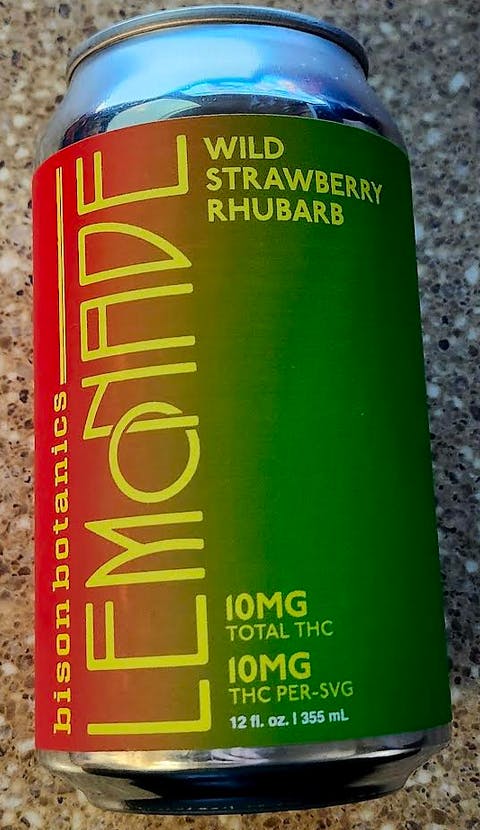 bison botanics
LEMONADE
WILD
STRAWBERRY
RHUBARB
10MG
TOTAL THC
10MG
THC PER-SVG
12 fl. oz. | 355 mL